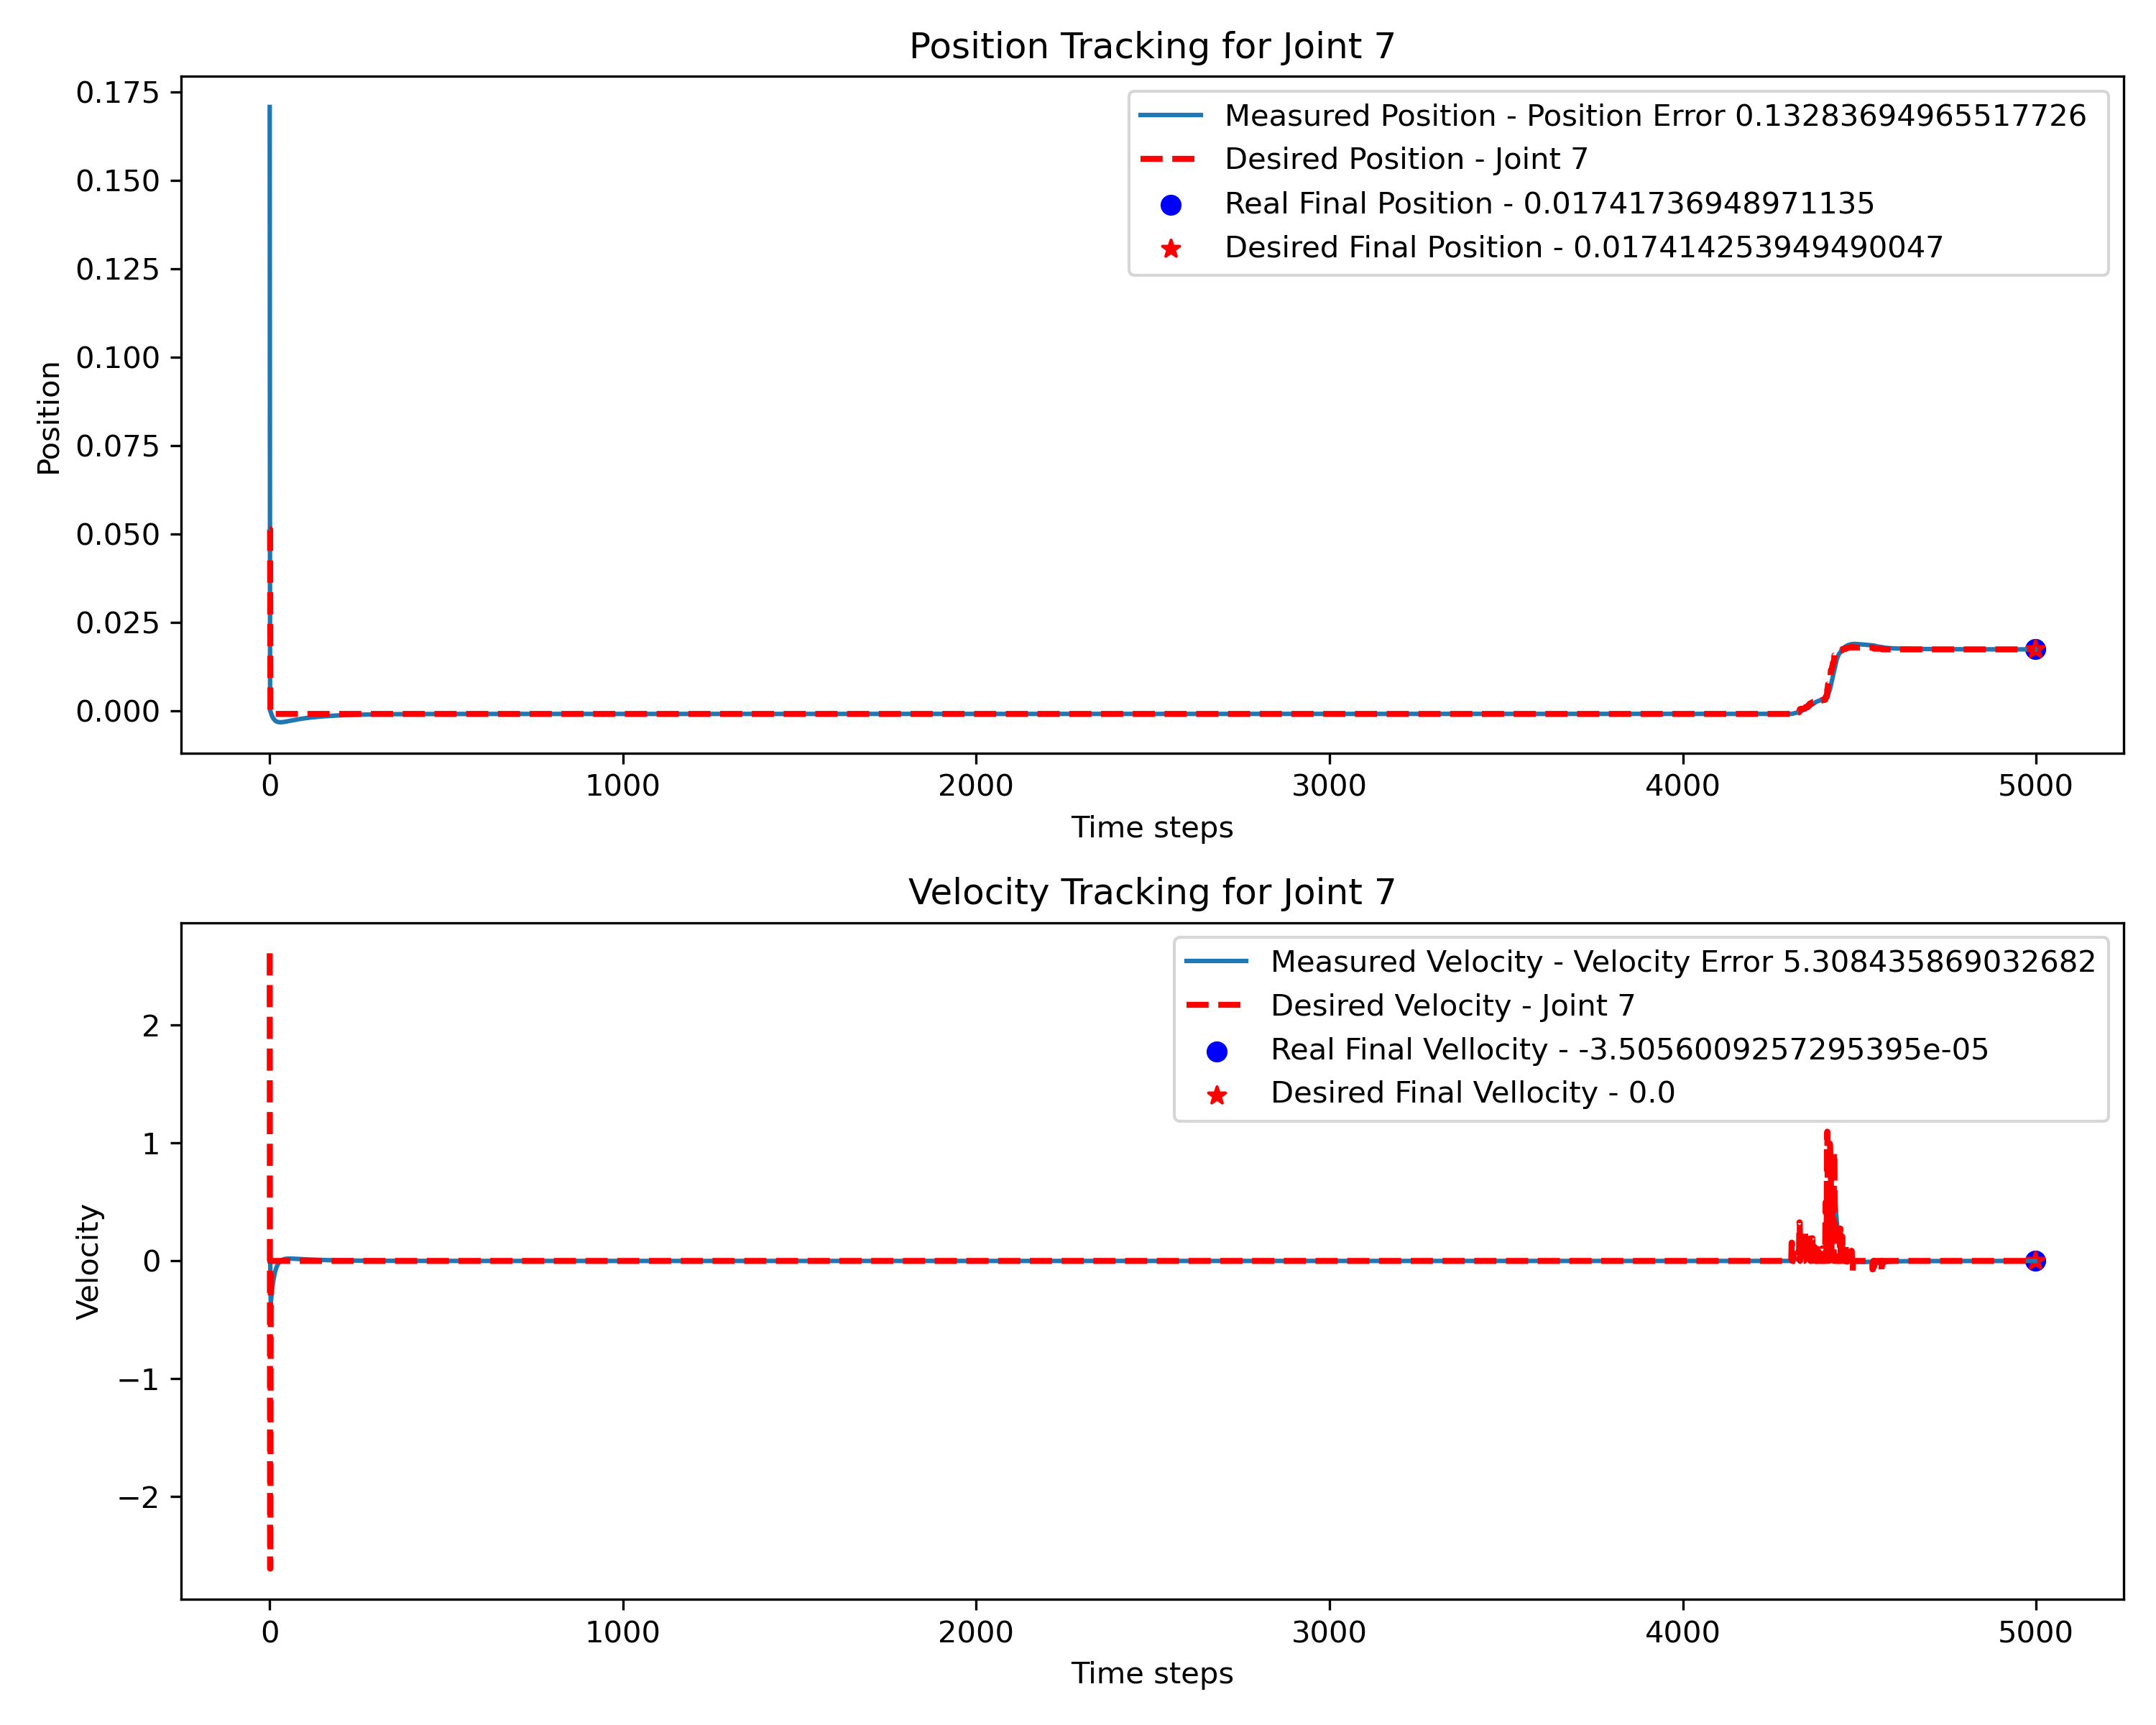 Position Tracking for Joint 7
Measured Position - Position Error 0.13283694965517726
Desired Position - Joint 7
Real Final Position - 0.01741736948971135
Desired Final Position - 0.017414253949490047
0.175
0.150
0.125
0.100
0.075
0.050
0.025
0.000
Position
0 1000 2000 3000 4000 5000
Time steps
Velocity Tracking for Joint 7
Measured Velocity - Velocity Error 5.308435869032682
Desired Velocity - Joint 7
Real Final Vellocity - -3.5056009257295395e-05
Desired Final Vellocity - 0.0
2
1
0
−1
−2
Velocity
0 1000 2000 3000 4000 5000
Time steps